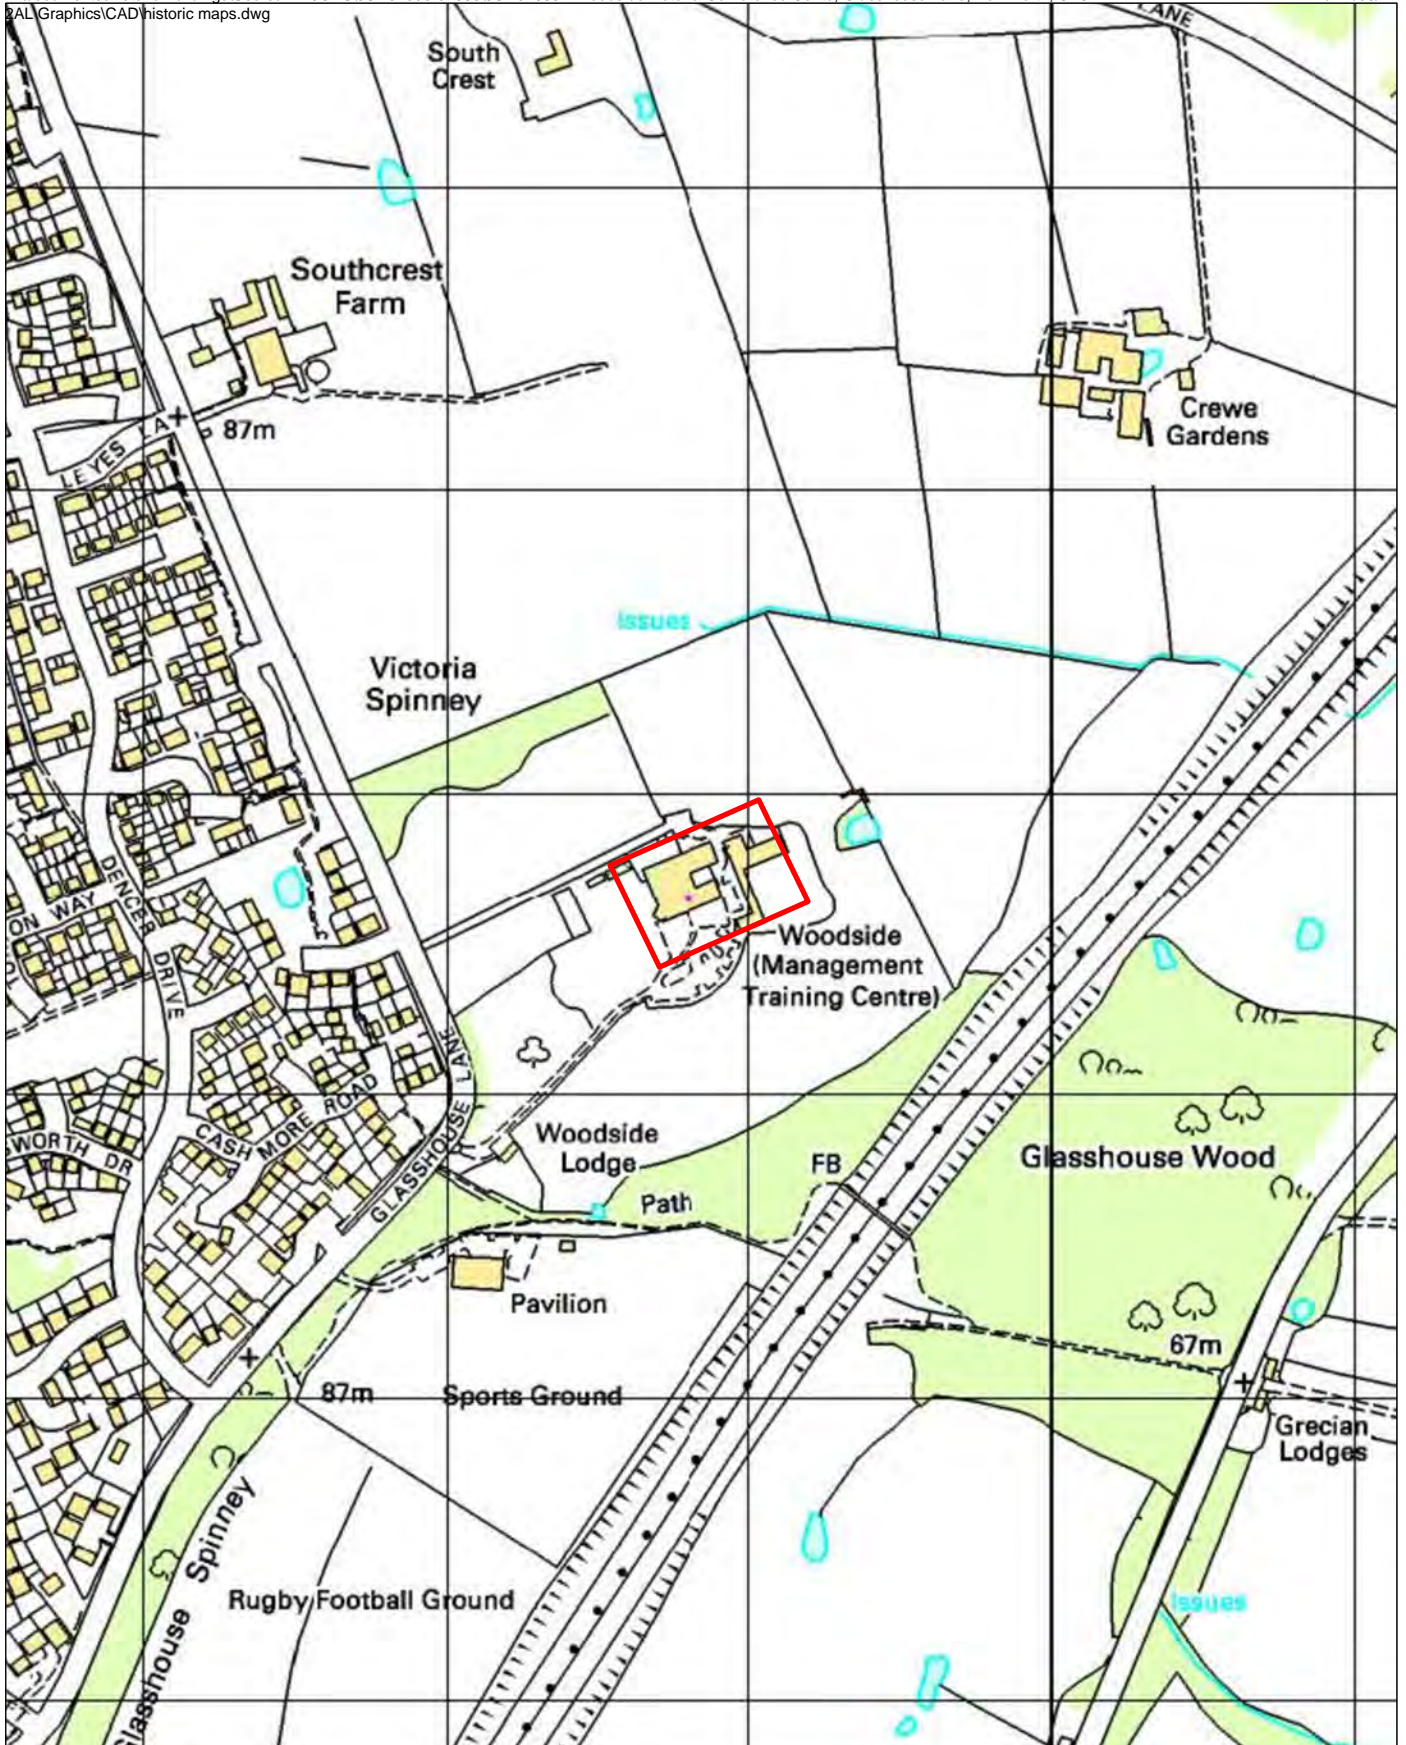 2AL\Graphics\CAD\historic maps.dwg
LANE
South
Crest
Southcrest
Farm
87m
LEYES LA
Crewe
Gardens
Issues
Victoria
Spinney
DENCER DRIVE
ON WAY
Woodside
(Management
Training Centre)
GLASSHOUSE LANE
CASHMORE ROAD
WORTH DR
Woodside
Lodge
Path
FB
Glasshouse Wood
Pavilion
67m
87m
Sports Ground
Grecian
Lodges
Glasshouse Spinney
Rugby Football Ground
Issues